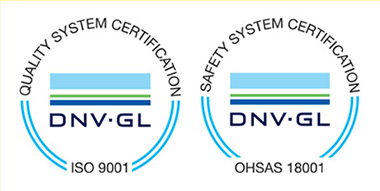 QUALITY SYSTEM CERTIFICATION
DNV·GL
ISO 9001
SAFETY SYSTEM CERTIFICATION
DNV·GL
OHSAS 18001